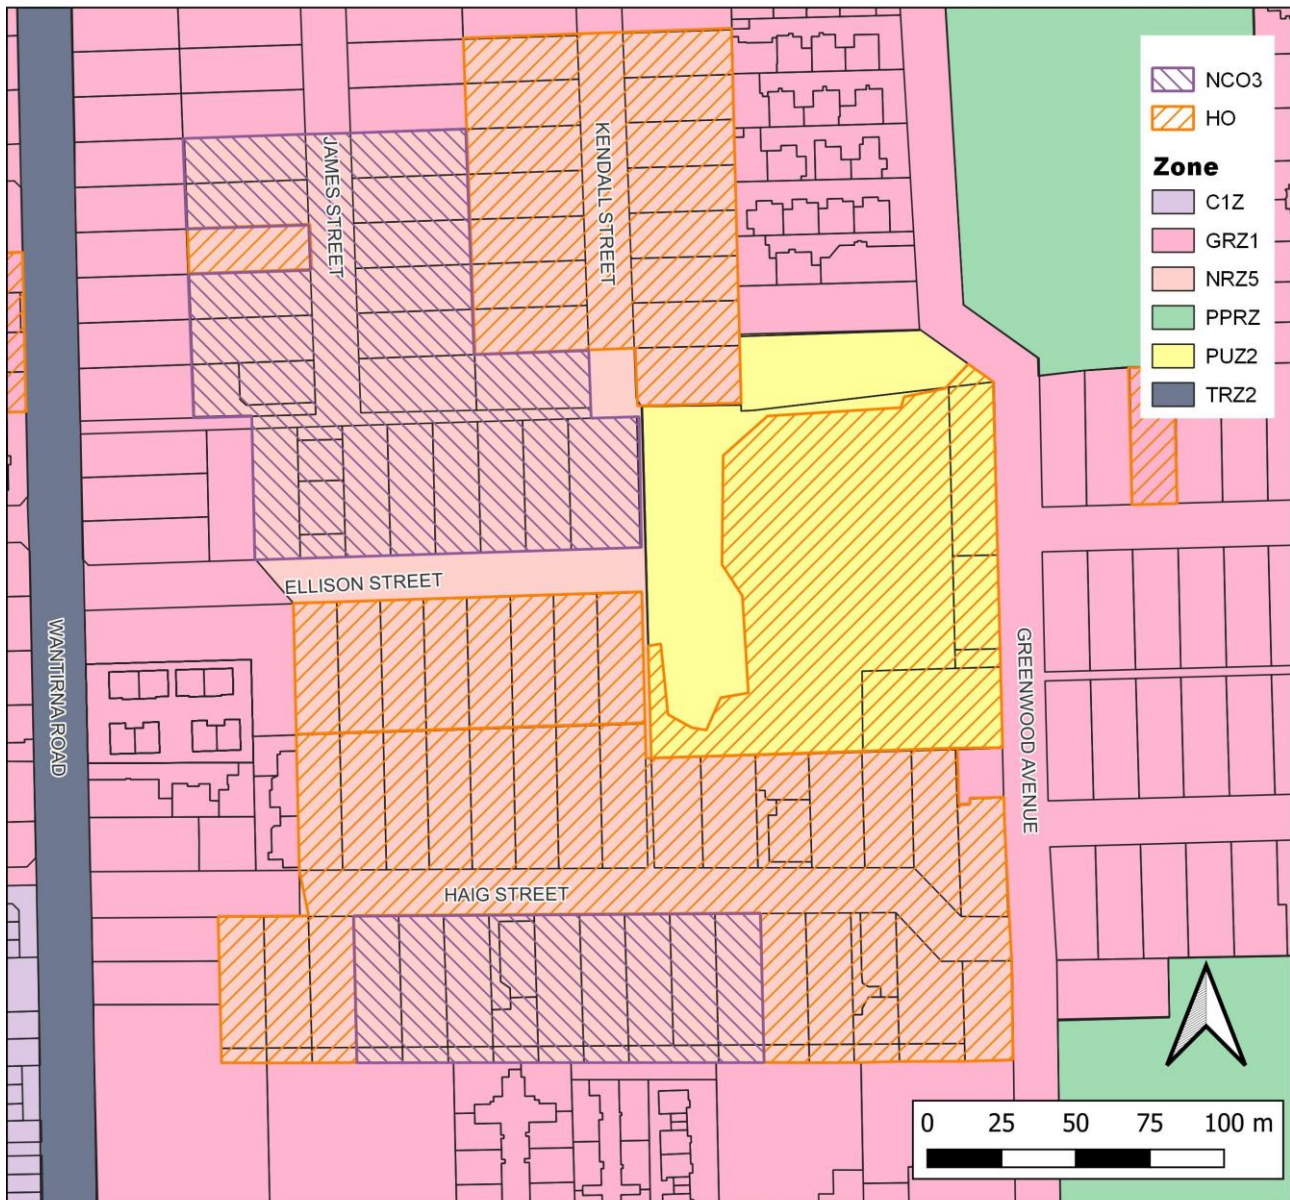 NCO3
HO
Zone
C1Z
GRZ1
NRZ5
PPRZ
PUZ2
TRZ2
JAMES STREET
KENDALL STREET
ELLISON STREET
WANTIRNA ROAD
GREENWOOD AVENUE
HAIG STREET
0 25 50 75 100 m